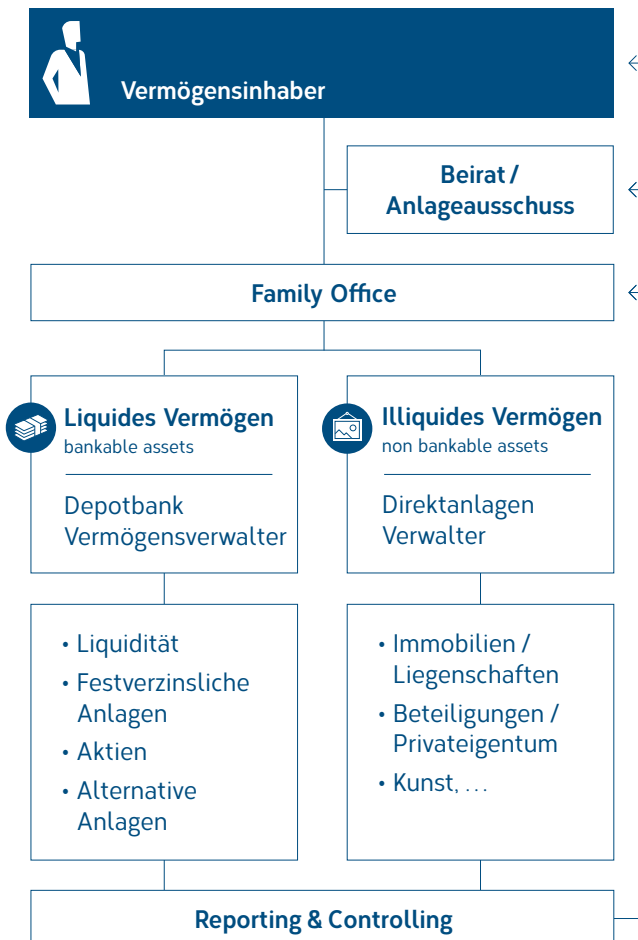 Vermögensinhaber
Beirat /
Anlageausschuss
Family Office
Liquides Vermögen
bankable assets
Depotbank
Vermögensverwalter
Illiquides Vermögen
non bankable assets
Direktanlagen
Verwalter
• Liquidität
• Festverzinsliche
Anlagen
• Aktien
• Alternative
Anlagen
• Immobilien /
Liegenschaften
• Beteiligungen /
Privateigentum
• Kunst, …
Reporting & Controlling